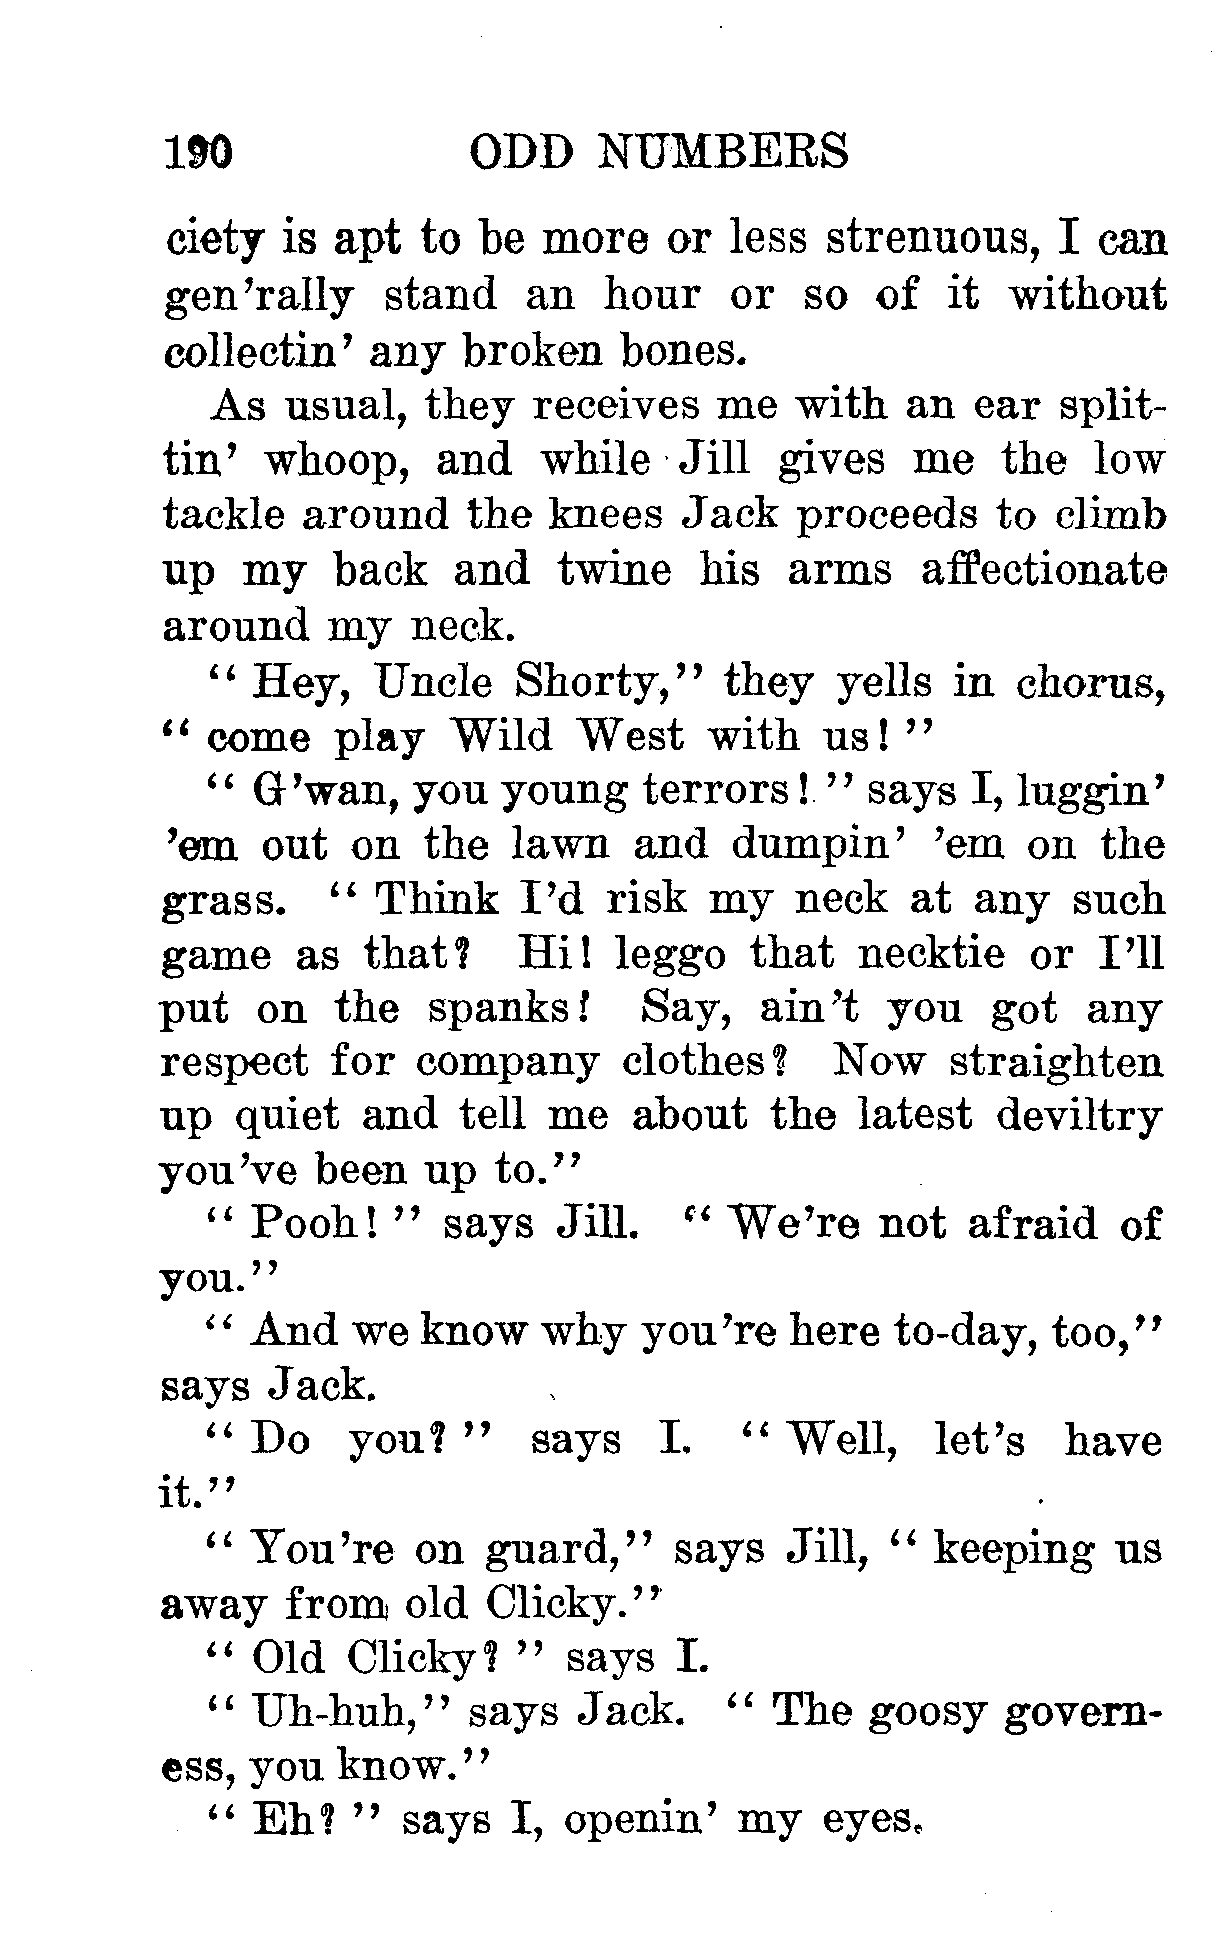 190 ODD NUMBERS
ciety is apt to be more or less strenuous, I can
gen'rally stand an hour or so of it without
collectin' any broken bones.
As usual, they receives me with an ear split-
tin' whoop, and while Jill gives me the low
tackle around the knees Jack proceeds to climb
up my back and twine his arms affectionate
around my neck.
" Hey, Uncle Shorty," they yells in chorus,
" come play Wild West with us! "
" G'wan, you young terrors! " says I, luggin'
'em out on the lawn and dumpin' 'em on the
grass. " Think I'd risk my neck at any such
game as that? Hi! leggo that necktie or I'll
put on the spanks! Say, ain't you got any
respect for company clothes? Now straighten
up quiet and tell me about the latest deviltry
you've been up to."
" Pooh! " says Jill. " We're not afraid of
you."
" And we know why you're here to-day, too,"
says Jack.
" Do you? " says I. " Well, let's have
it."
" You're on guard," says Jill, " keeping us
away from old Clicky."
" Old Clicky? " says I.
" Uh-huh," says Jack. " The goosy govern-
ess, you know."
" Eh? " says I, openin' my eyes.